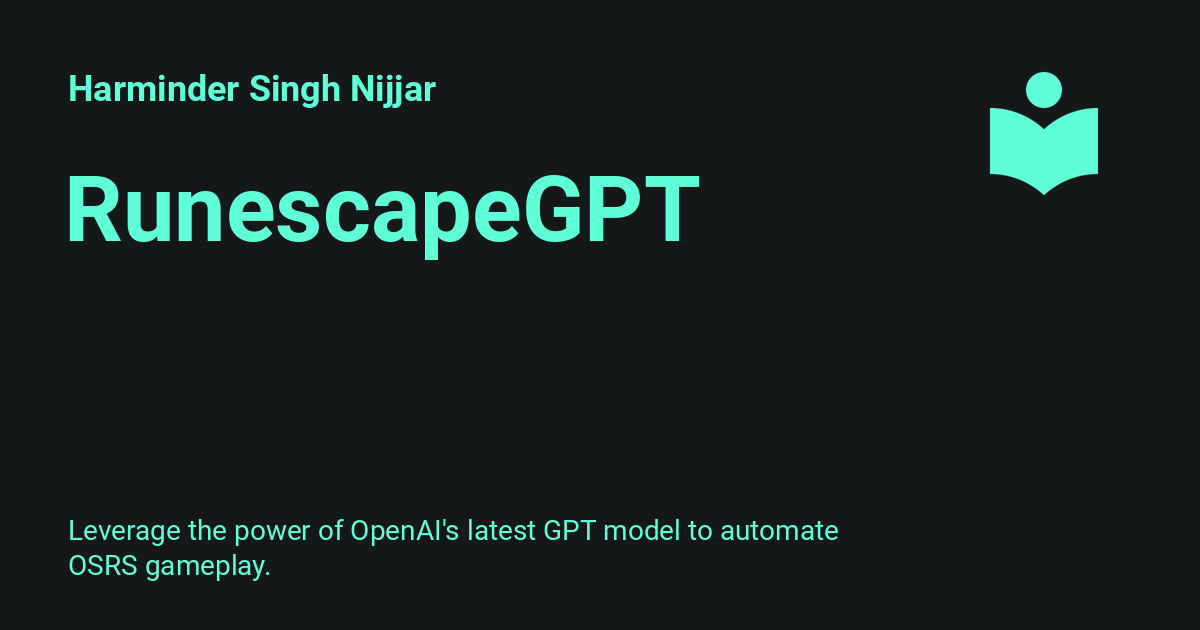 Harminder Singh Nijjar
RunescapeGPT
Leverage the power of OpenAI's latest GPT model to automate
OSRS gameplay.